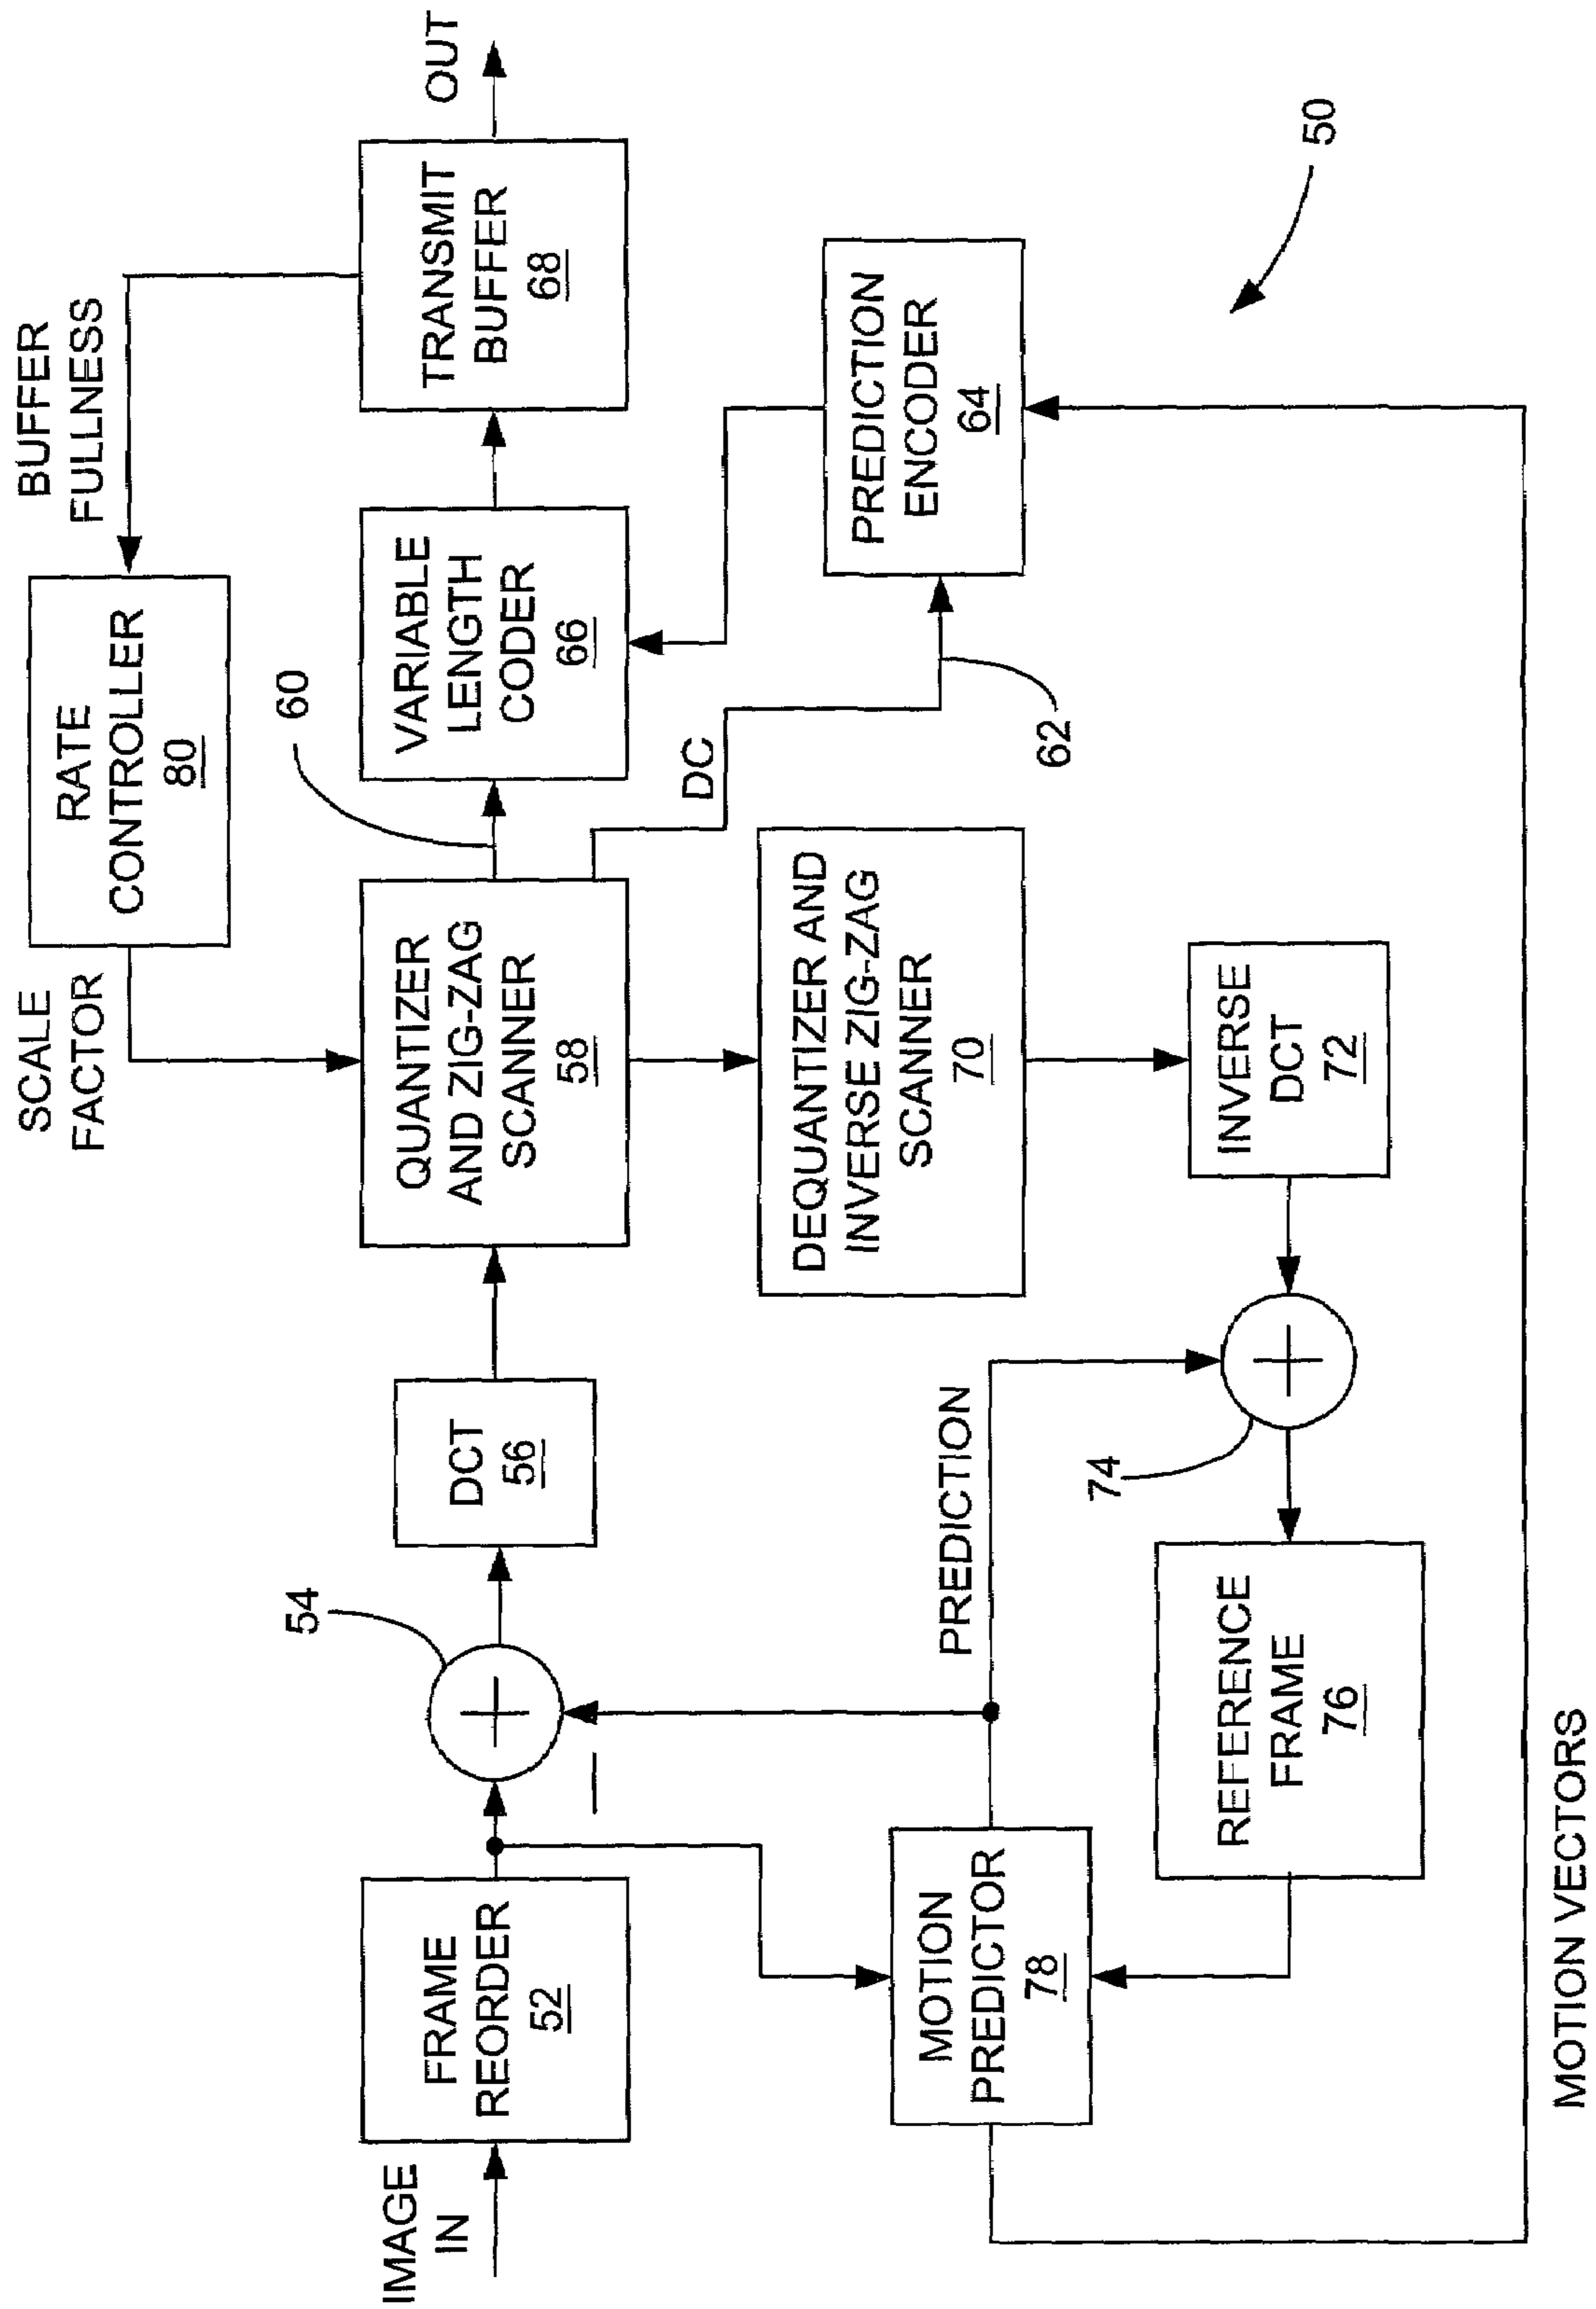 BUFFER
FULLNESS
SCALE
FACTOR
RATE
CONTROLLER
80
IMAGE
IN
FRAME
REORDER
52
54
DCT
56
QUANTIZER
AND ZIG-ZAG
SCANNER
58
60
VARIABLE
LENGTH
CODER
66
TRANSMIT
BUFFER
68
OUT
DC
62
PREDICTION
ENCODER
64
DEQUANTIZER AND
INVERSE ZIG-ZAG
SCANNER
70
INVERSE
DCT
72
PREDICTION
74
MOTION
PREDICTOR
78
REFERENCE
FRAME
76
50
MOTION VECTORS